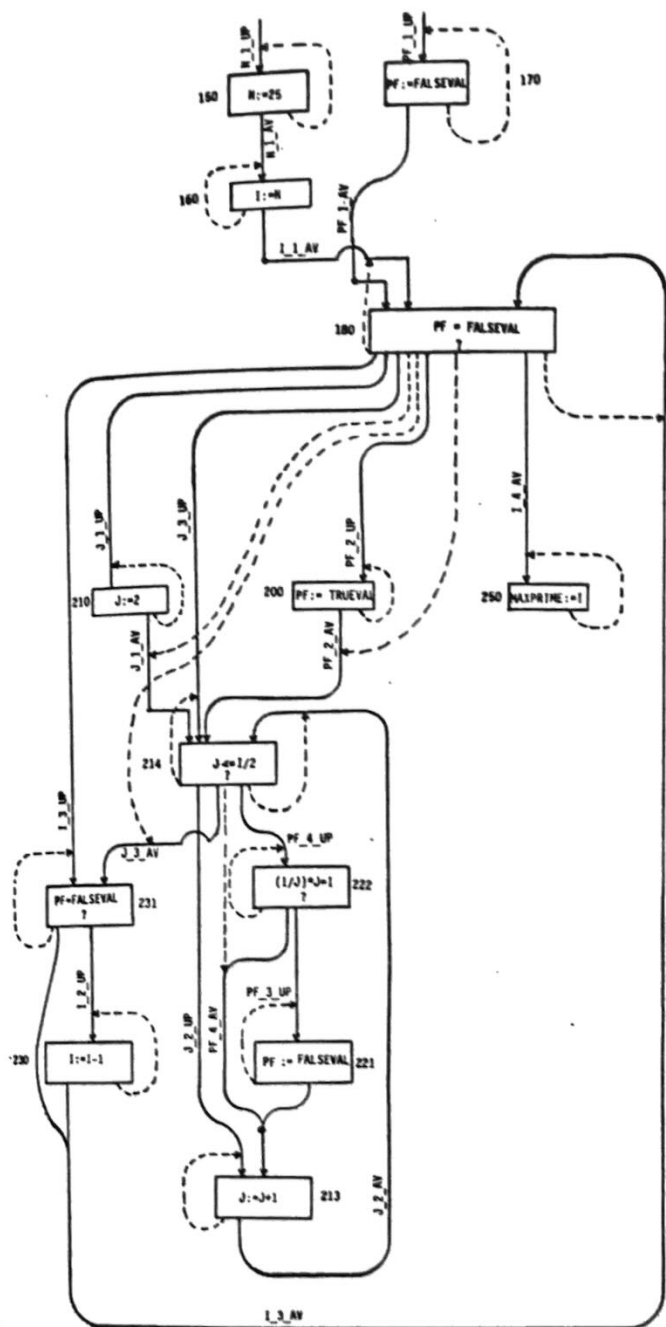 N_1_UP
PF_1_UP
150
N:=25
PF:=FALSEVAL
170
N_1_AV
160
I:=N
PF_1-AV
I_1_AV
180
PF = FALSEVAL
?
J_1_UP
J_3_UP
PF_2_UP
I_4_AV
210
J:=2
200
PF:= TRUEVAL
250
MAXPRIME:=I
J_1_AV
PF_2_AV
214
J<=I/2
?
I_3_UP
J_3_AV
PF_4_UP
PF=FALSEVAL
?
231
(I/J)*J=I
?
222
I_2_UP
J_2_UP
PF_4_AV
PF_3_UP
230
I:=I-1
PF := FALSEVAL
221
J:=J+1
213
J_2_AV
I_3_AV